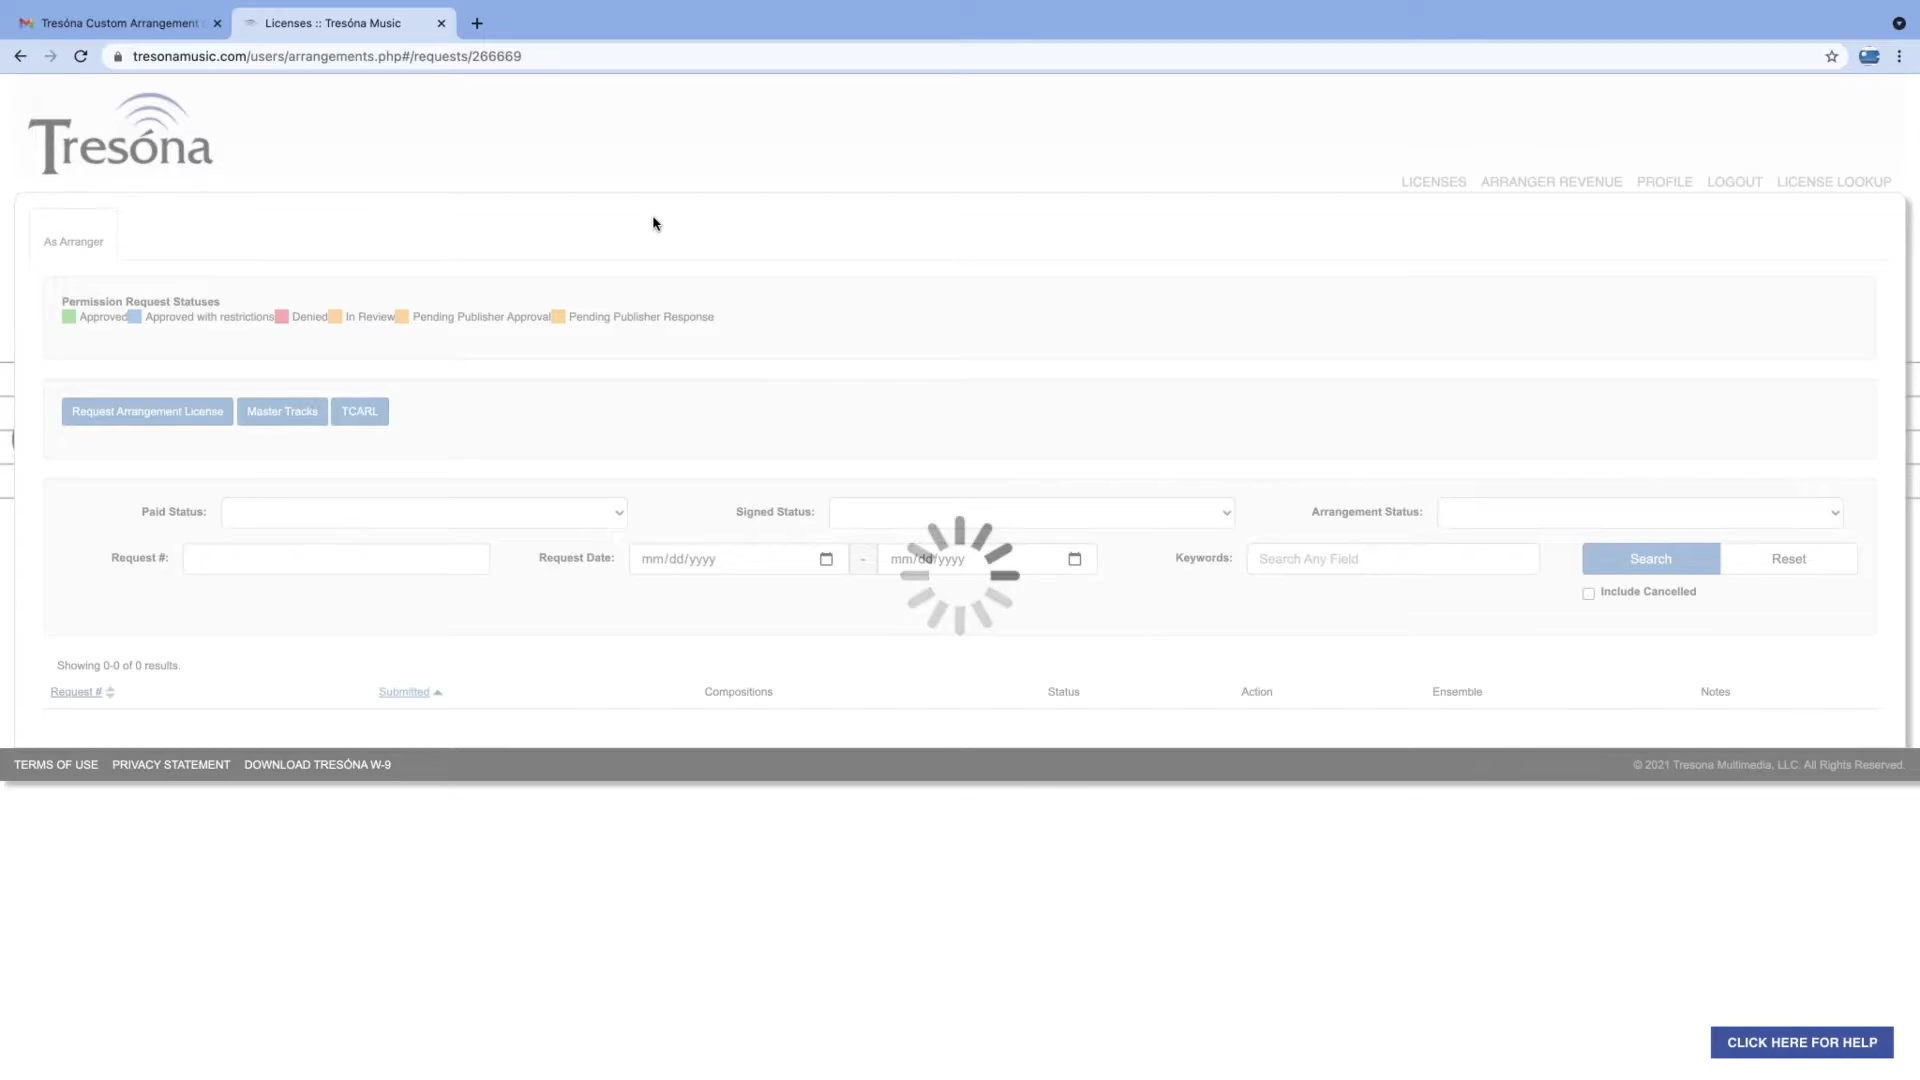 Tresóna Custom Arrangement
Licenses :: Tresóna Music
tresonamusic.com/users/arrangements.php#/requests/266669
Tresóna
LICENSES ARRANGER REVENUE PROFILE LOGOUT LICENSE LOOKUP
As Arranger
Permission Request Statuses
Approved Approved with restrictions Denied In Review Pending Publisher Approval Pending Publisher Response
Request Arrangement License Master Tracks TCARL
Paid Status: Signed Status: Arrangement Status:
Request #: Request Date: mm/dd/yyyy - mm/dd/yyyy Keywords: Search Any Field Search Reset
Include Cancelled
Showing 0-0 of 0 results.
Request # Submitted Compositions Status Action Ensemble Notes
TERMS OF USE PRIVACY STATEMENT DOWNLOAD TRESÓNA W-9 © 2021 Tresona Multimedia, LLC. All Rights Reserved.
CLICK HERE FOR HELP